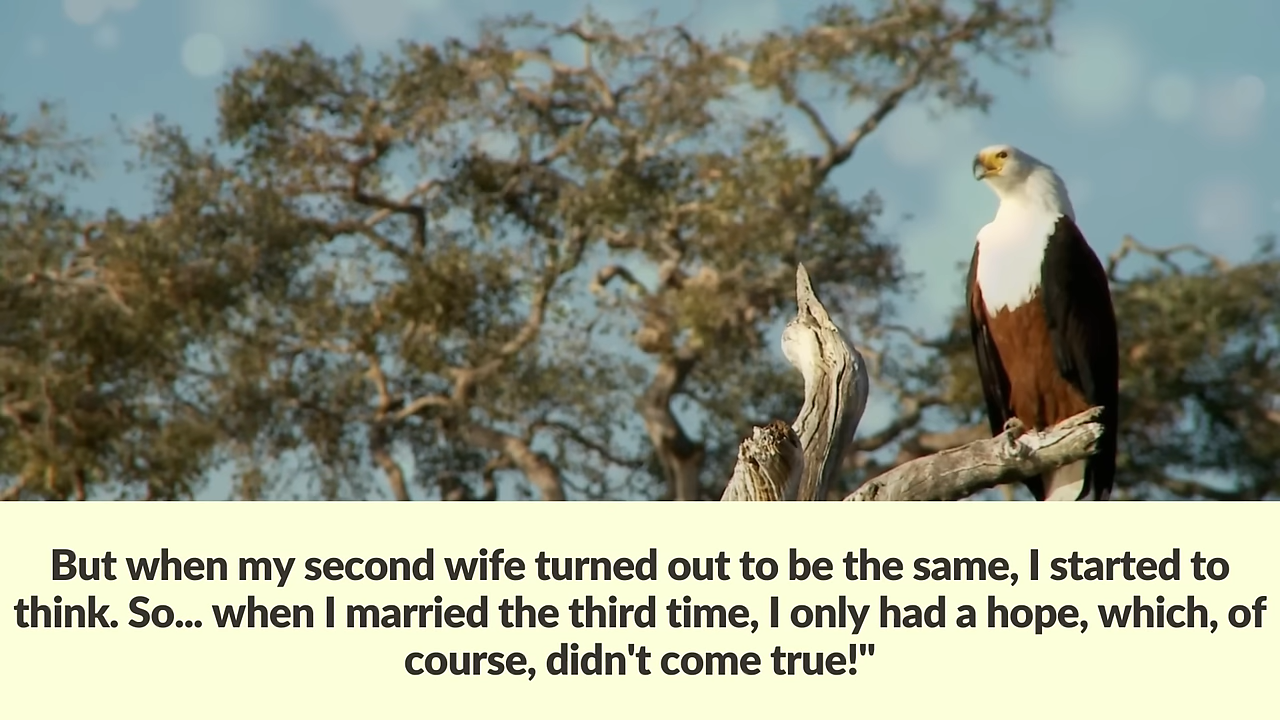 But when my second wife turned out to be the same, I started to
think. So... when I married the third time, I only had a hope, which, of
course, didn't come true!"